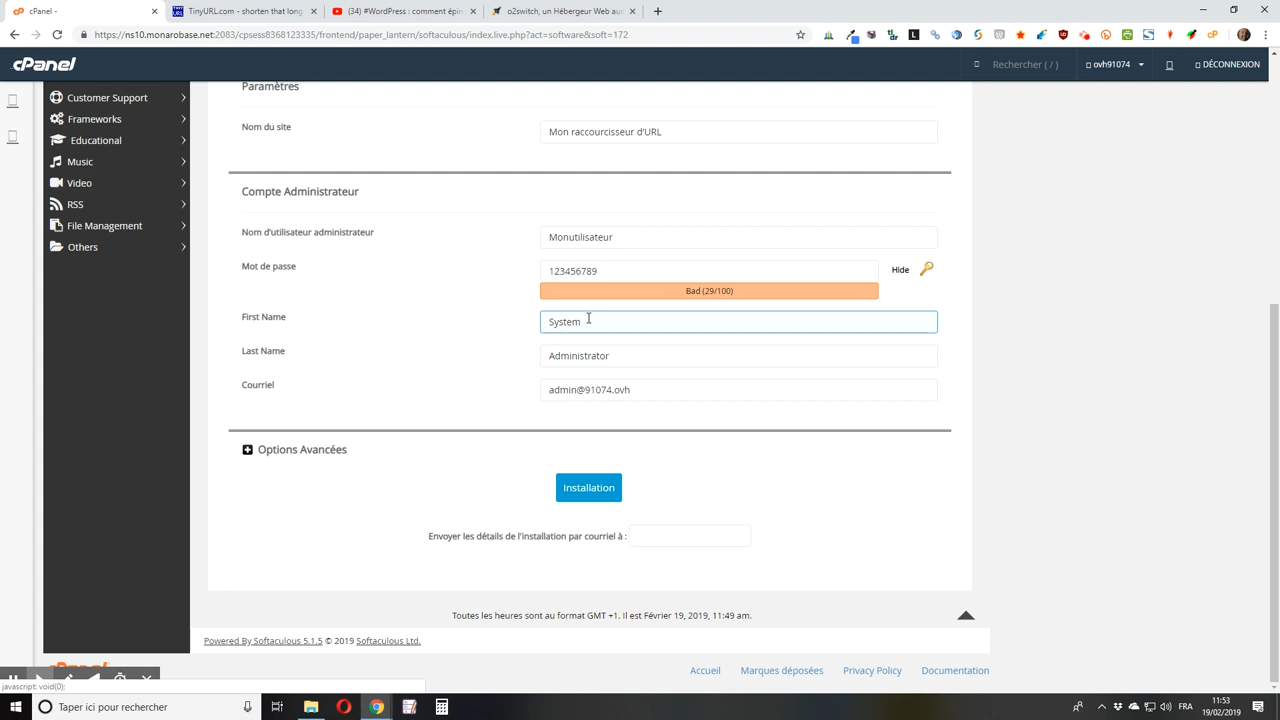 cPanel -
TinyURL.com - shorten that long
(34) #WordPress : comment épin
o2switch, un Hébergeur Web aux
https://ns10.monarobase.net:2083/cpsess8368123335/frontend/paper_lantern/softaculous/index.live.php?act=software&soft=172
cPanel
Rechercher ( / )
ovh91074
DÉCONNEXION
Customer Support
Frameworks
Educational
Music
Video
RSS
File Management
Others
Paramètres
Nom du site
Mon raccourcisseur d'URL
Compte Administrateur
Nom d'utilisateur administrateur
Monutilisateur
Mot de passe
123456789
Hide
Bad (29/100)
First Name
System
Last Name
Administrator
Courriel
admin@91074.ovh
Options Avancées
Installation
Envoyer les détails de l'installation par courriel à :
Toutes les heures sont au format GMT +1. Il est Février 19, 2019, 11:49 am.
Powered By Softaculous 5.1.5 © 2019 Softaculous Ltd.
Accueil
Marques déposées
Privacy Policy
Documentation
javascript: void(0);
Taper ici pour rechercher
FRA
11:53
19/02/2019